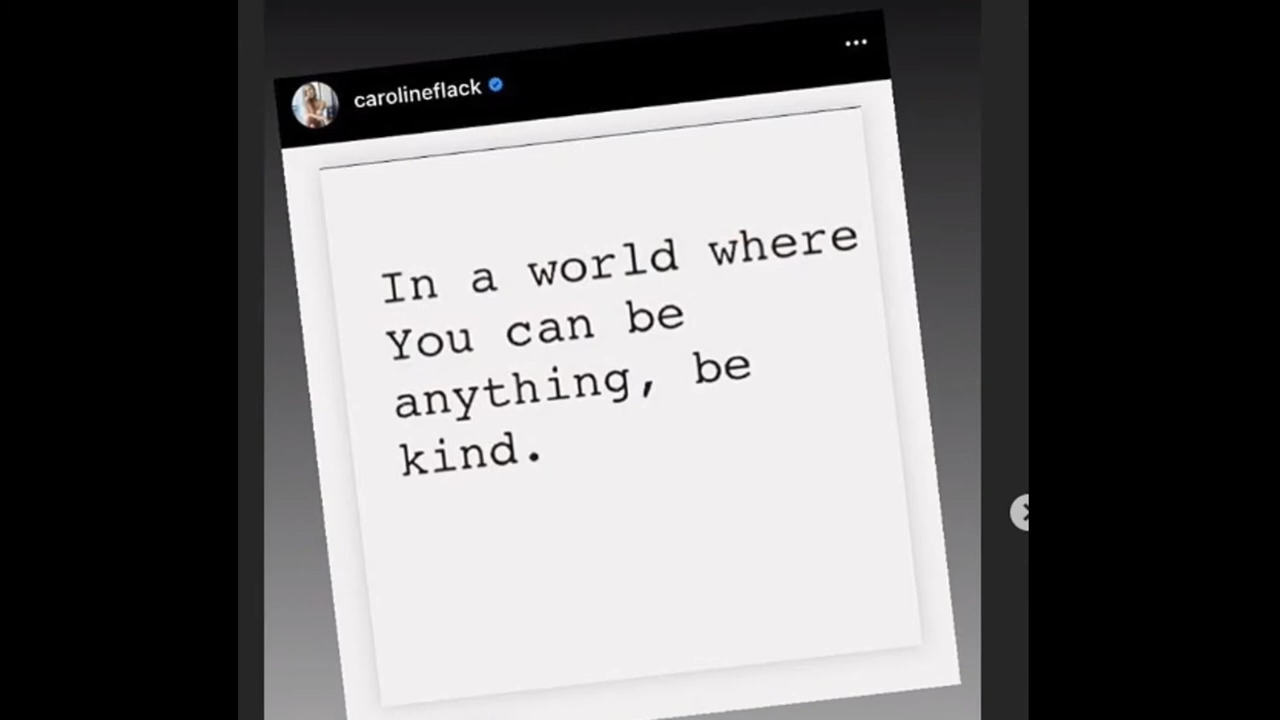 carolineflack
In a world where
You can be
anything, be
kind.